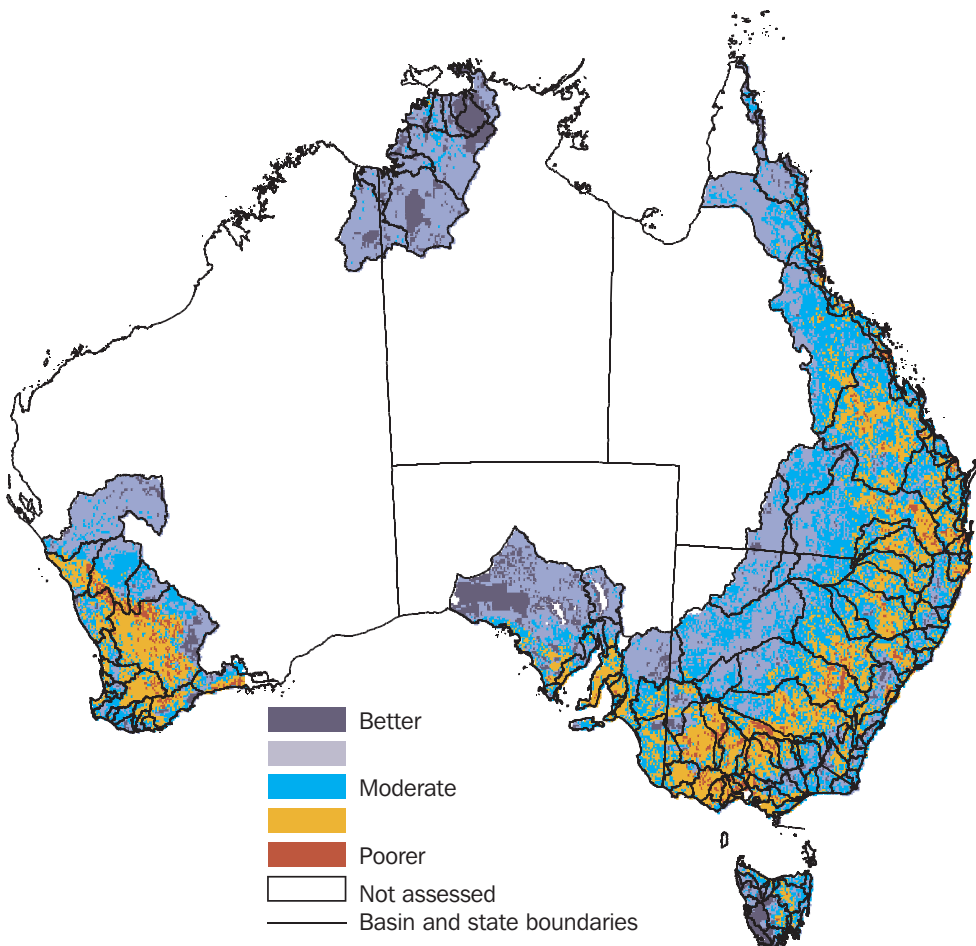 Better
Moderate
Poorer
Not assessed
Basin and state boundaries